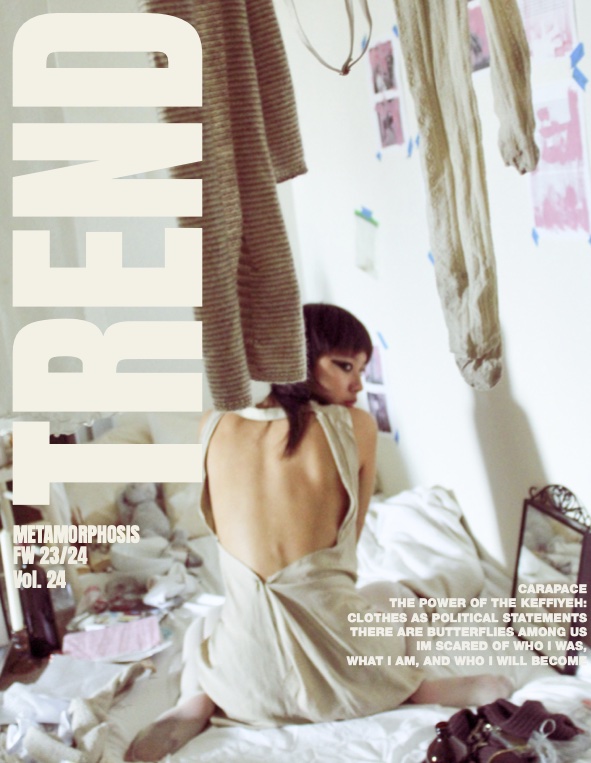 TREND
METAMORPHOSIS
FW 23/24
Vol. 24
CARAPACE
THE POWER OF THE KEFFIYEH:
CLOTHES AS POLITICAL STATEMENTS
THERE ARE BUTTERFLIES AMONG US
IM SCARED OF WHO I WAS,
WHAT I AM, AND WHO I WILL BECOME